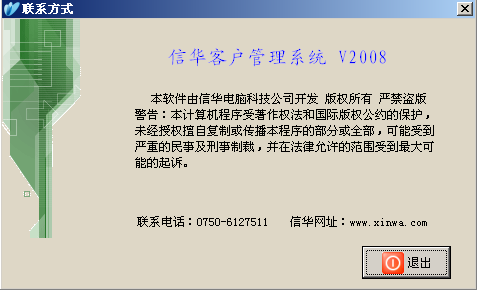 联系方式
信华客户管理系统 V2008
本软件由信华电脑科技公司开发 版权所有 严禁盗版
警告：本计算机程序受著作权法和国际版权公约的保护，
未经授权擅自复制或传播本程序的部分或全部，可能受到
严重的民事及刑事制裁，并在法律允许的范围受到最大可
能的起诉。
联系电话：0750-6127511 信华网址：www.xinwa.com
退出